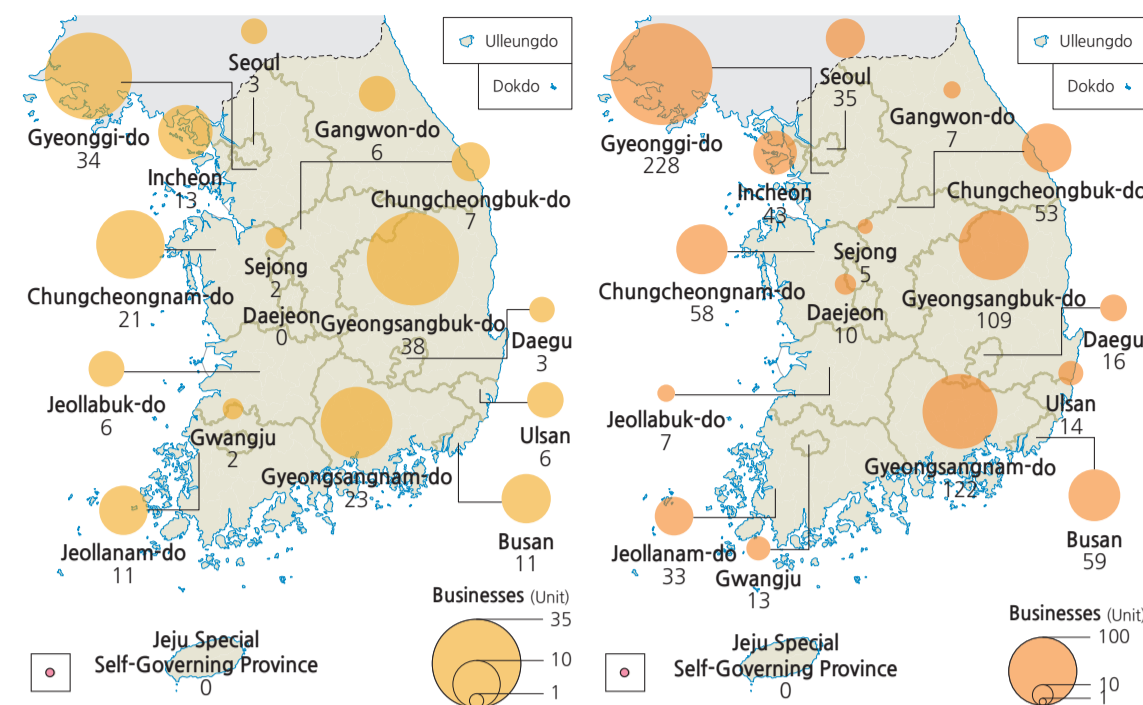 Ulleungdo
Dokdo
Seoul
3
Gyeonggi-do
34
Gangwon-do
6
Incheon
13
Chungcheongbuk-do
7
Sejong
2
Chungcheongnam-do
21
Daejeon
0
Gyeongsangbuk-do
38
Daegu
3
Jeollabuk-do
6
Gwangju
2
Ulsan
6
Gyeongsangnam-do
23
Jeollanam-do
11
Busan
11
Jeju Special
Self-Governing Province
0
Businesses (Unit)
35
10
1
Ulleungdo
Dokdo
Seoul
35
Gyeonggi-do
228
Gangwon-do
7
Incheon
43
Chungcheongbuk-do
53
Sejong
5
Chungcheongnam-do
58
Daejeon
10
Gyeongsangbuk-do
109
Daegu
16
Jeollabuk-do
7
Ulsan
14
Gyeongsangnam-do
122
Jeollanam-do
33
Gwangju
13
Busan
59
Jeju Special
Self-Governing Province
0
Businesses (Unit)
100
10
1